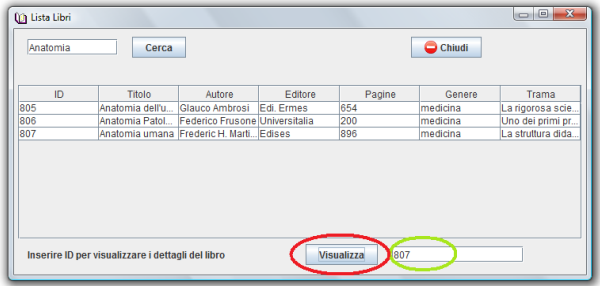 Lista Libri
Anatomia Cerca Chiudi
ID Titolo Autore Editore Pagine Genere Trama
805 Anatomia dell'u... Glauco Ambrosi Edi. Ermes 654 medicina La rigorosa scie...
806 Anatomia Patol... Federico Frusone Universitalia 200 medicina Uno dei primi pr...
807 Anatomia umana Frederic H. Marti... Edises 896 medicina La struttura dida...
Inserire ID per visualizzare i dettagli del libro Visualizza 807